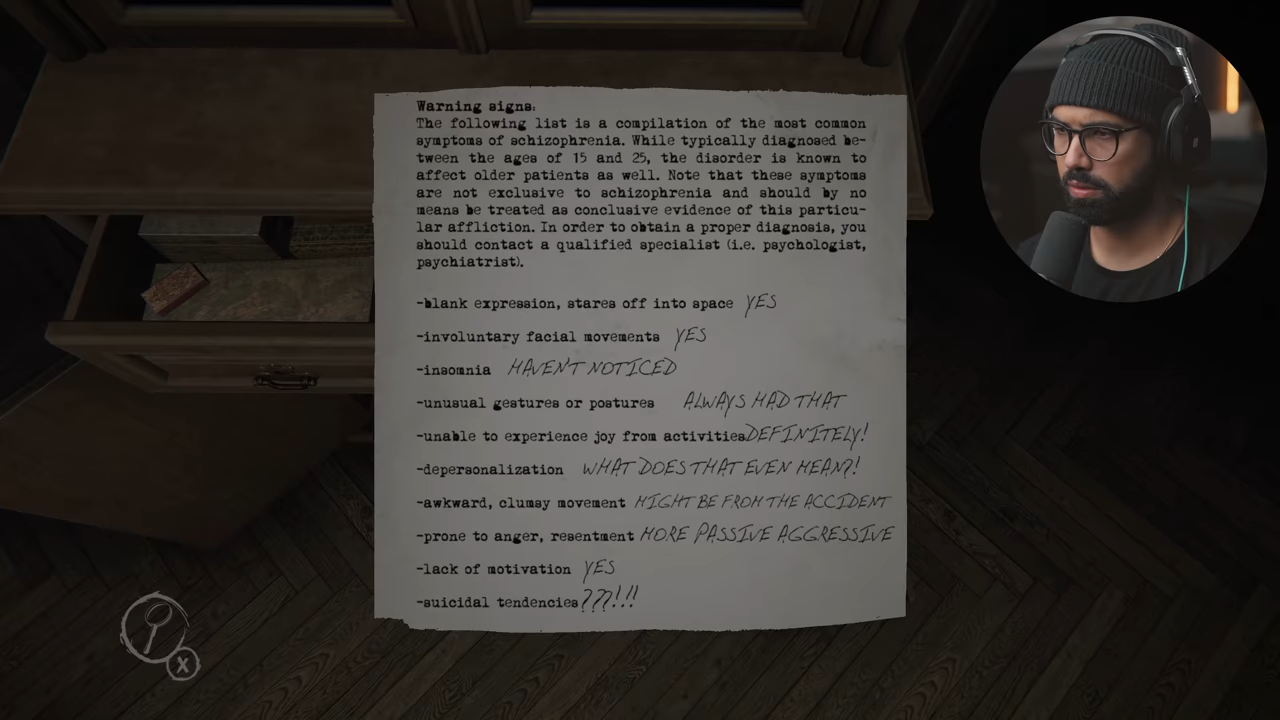 Warning signs:
The following list is a compilation of the most common
symptoms of schizophrenia. While typically diagnosed be-
tween the ages of 15 and 25, the disorder is known to
affect older patients as well. Note that these symptoms
are not exclusive to schizophrenia and should by no
means be treated as conclusive evidence of this particu-
lar affliction. In order to obtain a proper diagnosis, you
should contact a qualified specialist (i.e. psychologist,
psychiatrist).
-blank expression, stares off into space YES
-involuntary facial movements YES
-insomnia HAVEN'T NOTICED
-unusual gestures or postures ALWAYS HAD THAT
-unable to experience joy from activities DEFINITELY!
-depersonalization WHAT DOES THAT EVEN MEAN?!
-awkward, clumsy movement MIGHT BE FROM THE ACCIDENT
-prone to anger, resentment MORE PASSIVE AGGRESSIVE
-lack of motivation YES
-suicidal tendencies ???!!!
X